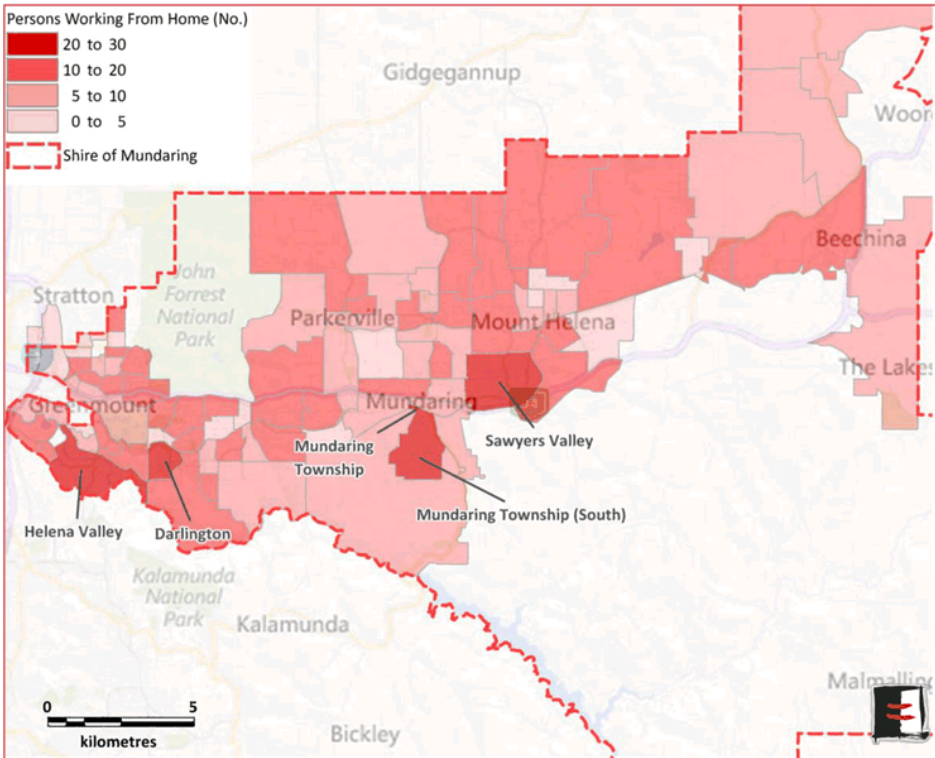 Persons Working From Home (No.)
20 to 30
10 to 20
5 to 10
0 to 5
Shire of Mundaring
Gidgegannup
Beechina
John
Forrest
National
Park
Stratton
Parkerville
Mount Helena
The Lakes
Greenmount
Mundaring
Sawyers Valley
Mundaring
Township
Mundaring Township (South)
Helena Valley
Darlington
Kalamunda
National
Park
Kalamunda
Bickley
0 5
kilometres